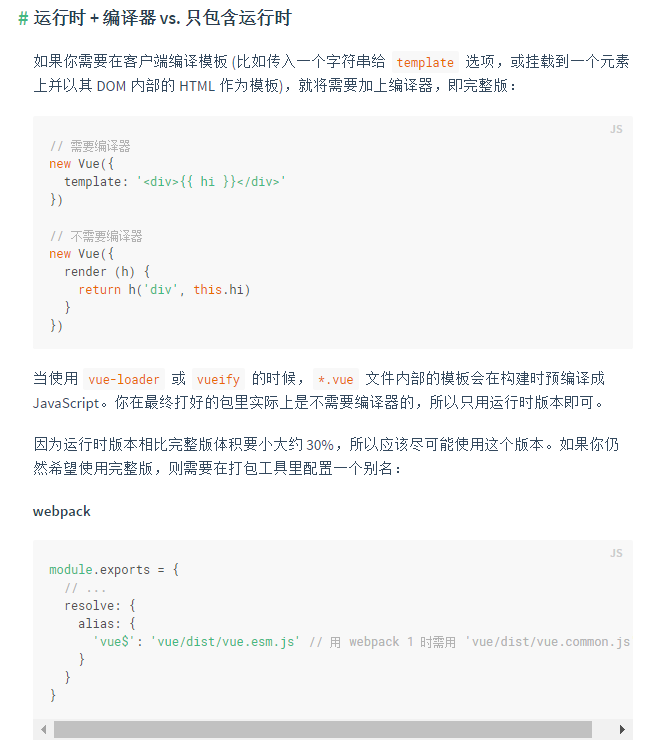 # 运行时 + 编译器 vs. 只包含运行时
如果你需要在客户端编译模板 (比如传入一个字符串给 template 选项，或挂载到一个元素
上并以其 DOM 内部的 HTML 作为模板)，就将需要加上编译器，即完整版：
JS
// 需要编译器
new Vue({
  template: '<div>{{ hi }}</div>'
})
// 不需要编译器
new Vue({
  render (h) {
    return h('div', this.hi)
  }
})
当使用 vue-loader 或 vueify 的时候，*.vue 文件内部的模板会在构建时预编译成
JavaScript。你在最终打好的包里实际上是不需要编译器的，所以只用运行时版本即可。
因为运行时版本相比完整版体积要小大约 30%，所以应该尽可能使用这个版本。如果你仍
然希望使用完整版，则需要在打包工具里配置一个别名：
webpack
JS
module.exports = {
  // ...
  resolve: {
    alias: {
      'vue$': 'vue/dist/vue.esm.js' // 用 webpack 1 时需用 'vue/dist/vue.common.js
    }
  }
}